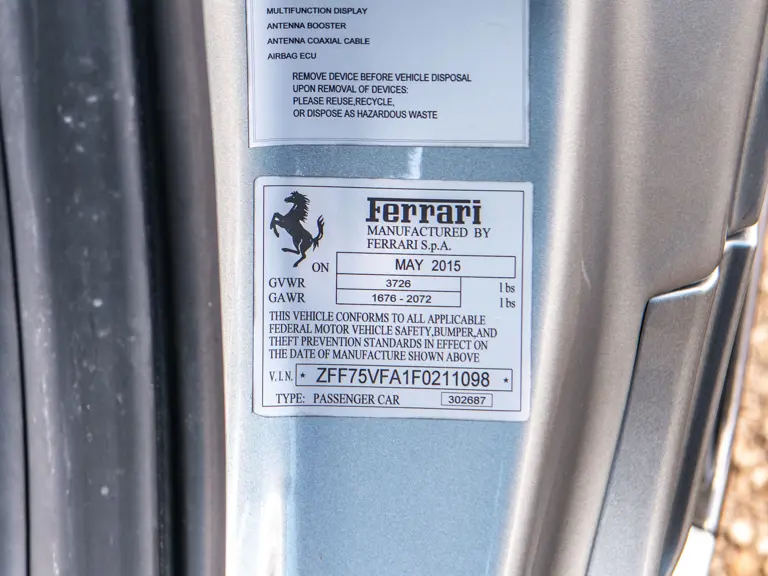 MULTIFUNCTION DISPLAY
ANTENNA BOOSTER
ANTENNA COAXIAL CABLE
AIRBAG ECU
REMOVE DEVICE BEFORE VEHICLE DISPOSAL
UPON REMOVAL OF DEVICES:
PLEASE REUSE,RECYCLE,
OR DISPOSE AS HAZARDOUS WASTE
Ferrari
MANUFACTURED BY
FERRARI S.p.A.
ON MAY 2015
GVWR 3726 lbs
GAWR 1676 - 2072 lbs
THIS VEHICLE CONFORMS TO ALL APPLICABLE
FEDERAL MOTOR VEHICLE SAFETY,BUMPER,AND
THEFT PREVENTION STANDARDS IN EFFECT ON
THE DATE OF MANUFACTURE SHOWN ABOVE
V.I.N. * ZFF75VFA1F0211098 *
TYPE: PASSENGER CAR 302687